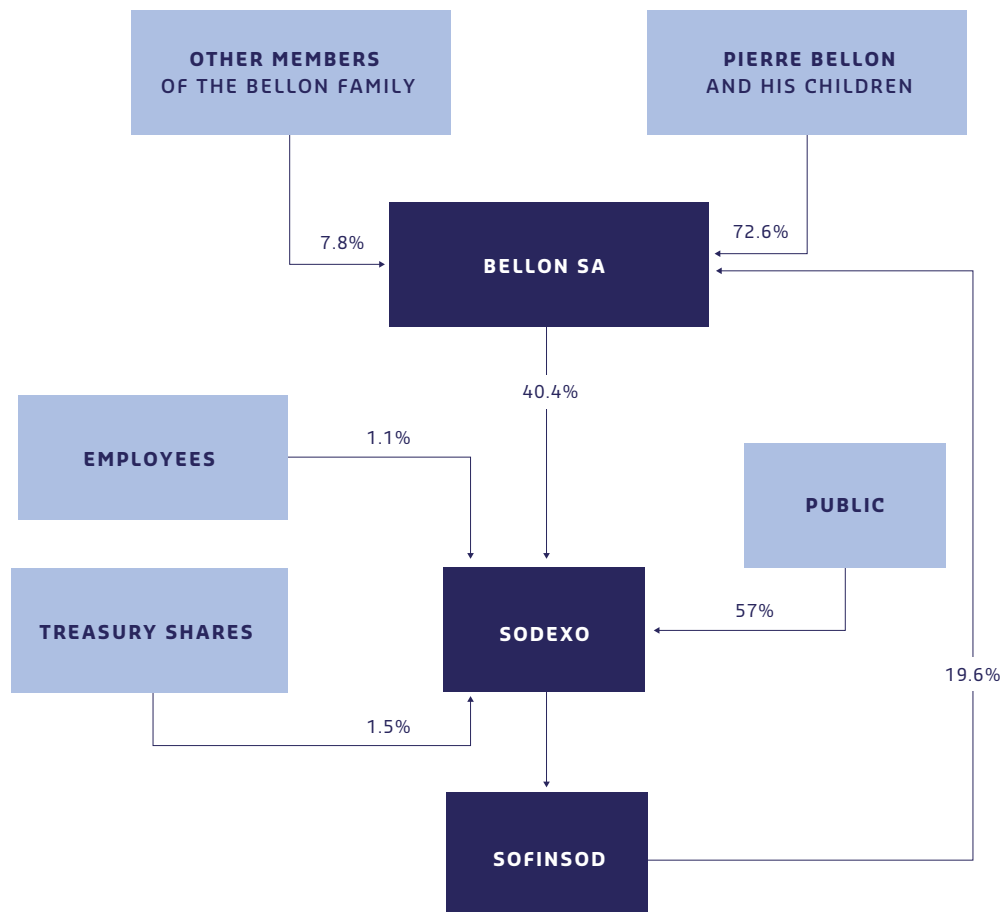 OTHER MEMBERS
OF THE BELLON FAMILY
PIERRE BELLON
AND HIS CHILDREN
7.8%
72.6%
BELLON SA
40.4%
1.1%
EMPLOYEES
PUBLIC
TREASURY SHARES
SODEXO
57%
19.6%
1.5%
SOFINSOD